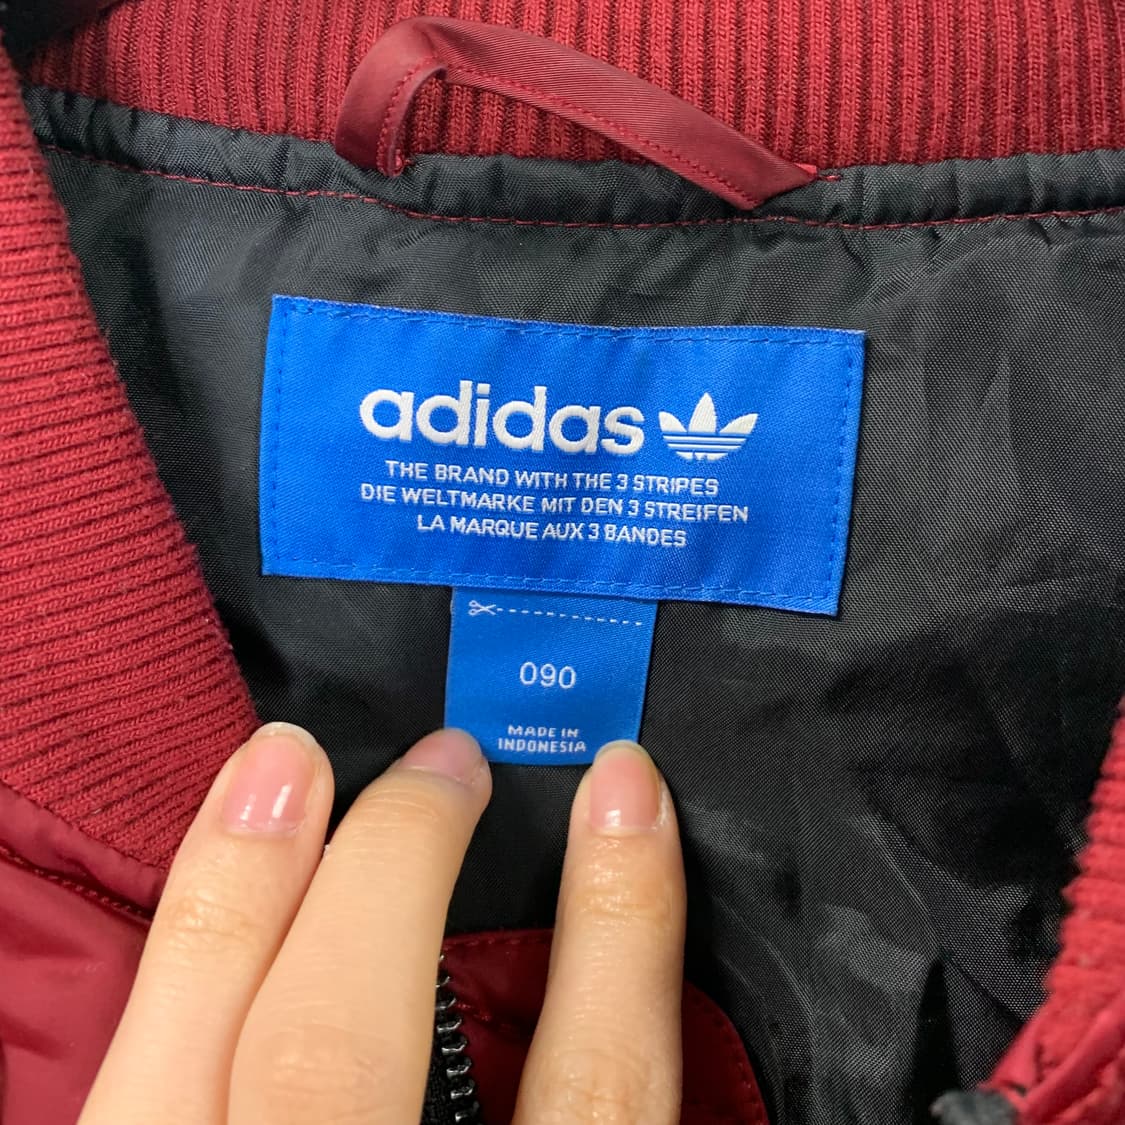 adidas
THE BRAND WITH THE 3 STRIPES
DIE WELTMARKE MIT DEN 3 STREIFEN
LA MARQUE AUX 3 BANDES
090
MADE IN
INDONESIA